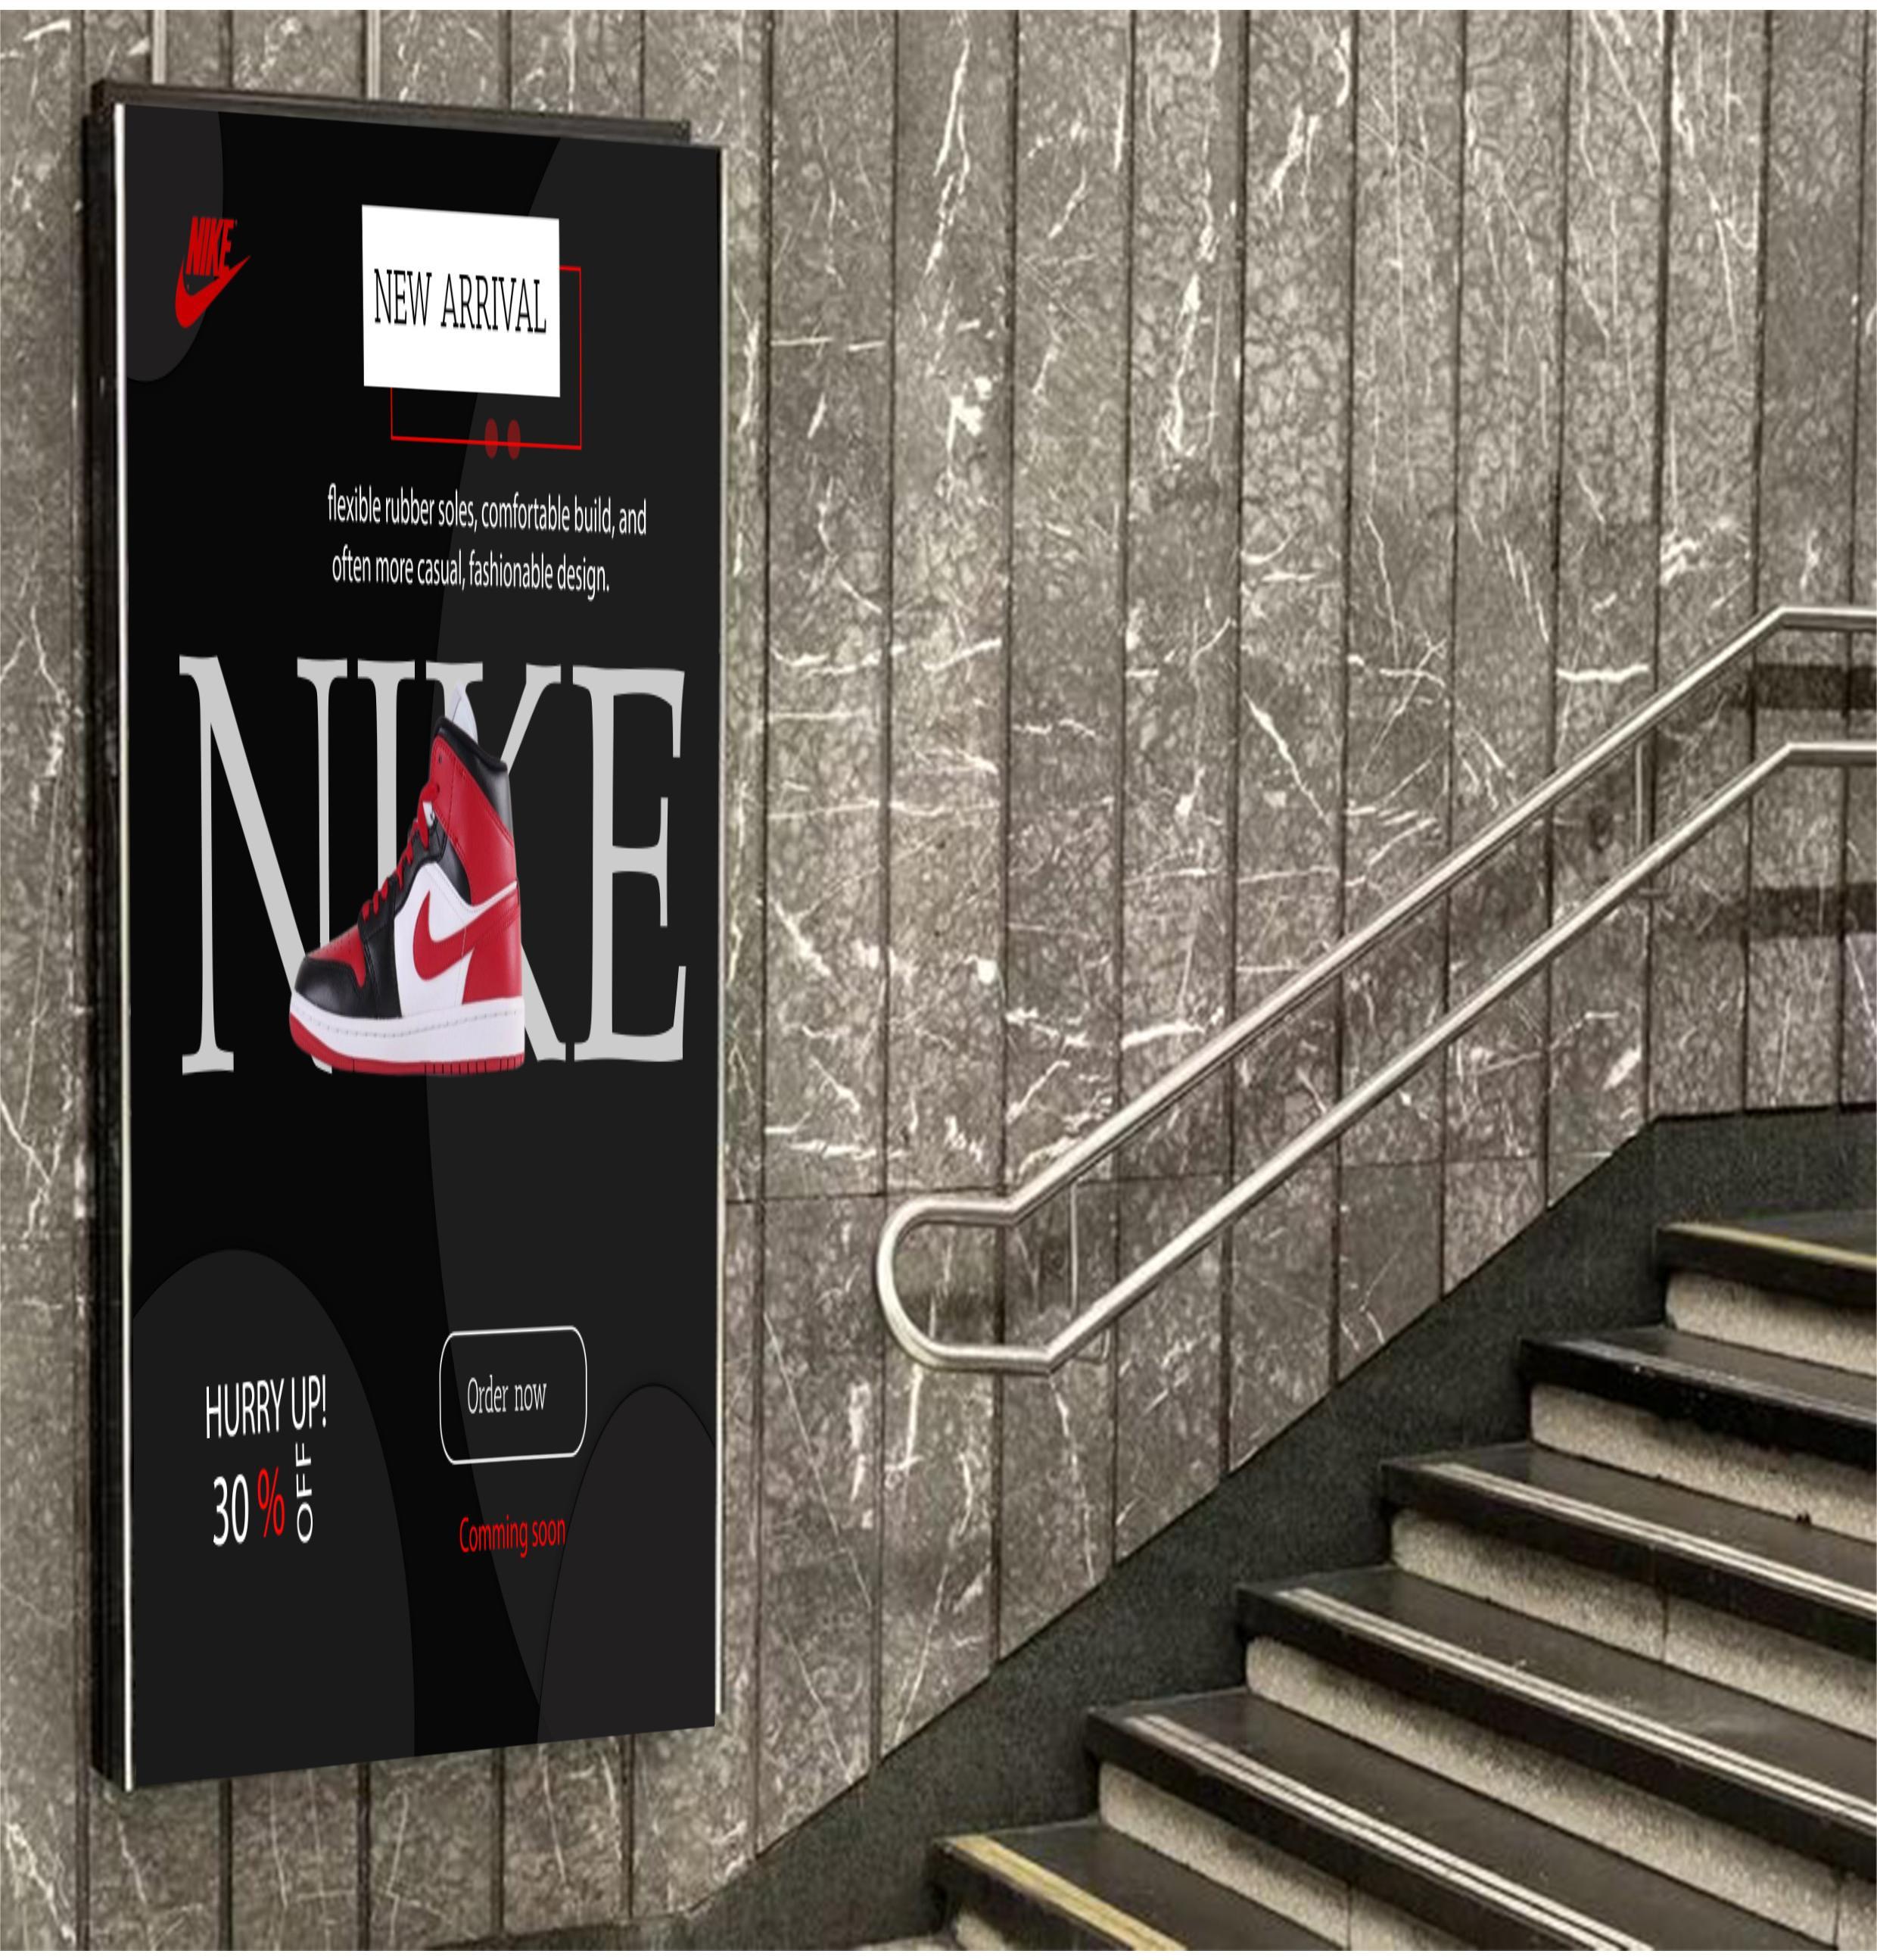 NIKE
NEW ARRIVAL
flexible rubber soles, comfortable build, and
often more casual, fashionable design.
NIKE
HURRY UP!
30 % OFF
Order now
Comming soon